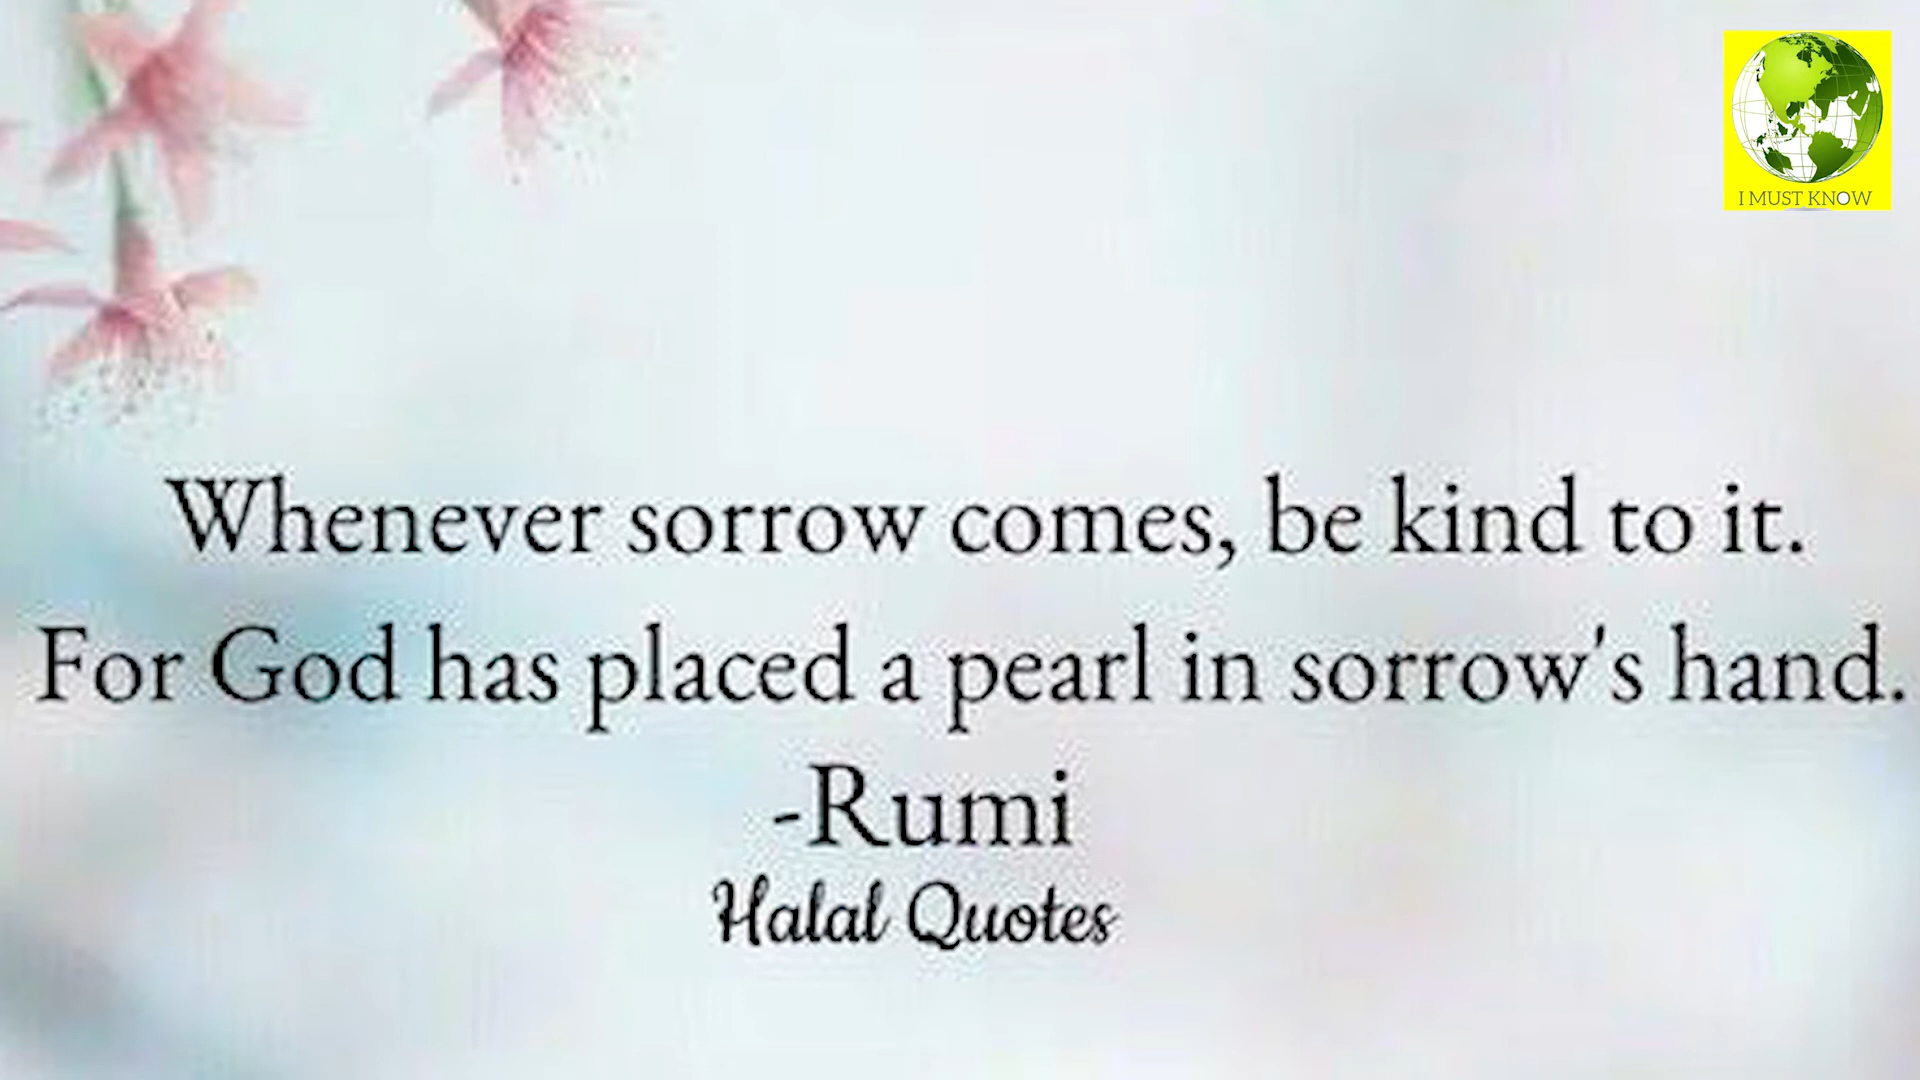 I MUST KNOW
Whenever sorrow comes, be kind to it.
For God has placed a pearl in sorrow's hand.
-Rumi
Halal Quotes